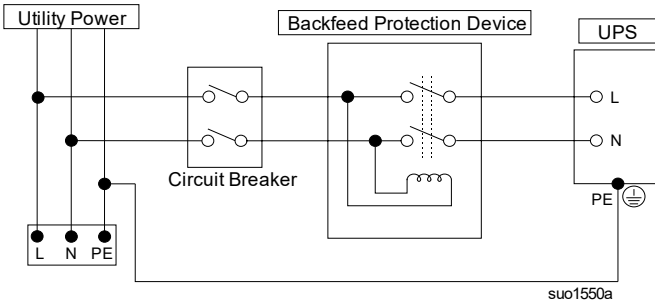 Utility Power
Backfeed Protection Device
UPS
L
N
Circuit Breaker
PE
L N PE
suo1550a